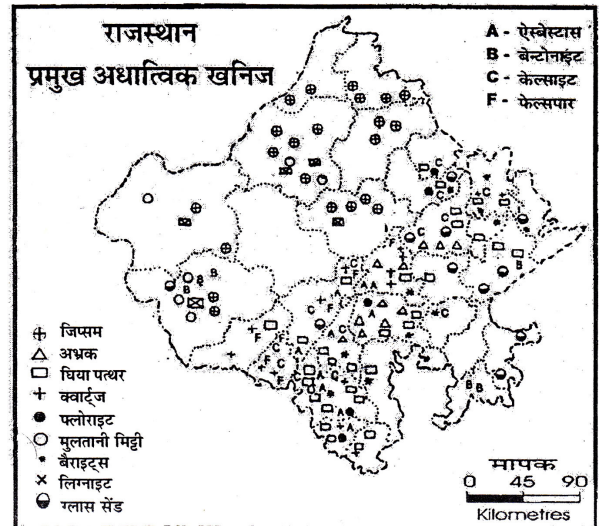 राजस्थान
प्रमुख अधात्विक खनिज
A - ऐस्बेस्टास
B - बेन्टोनाइट
C - केल्साइट
F - फेल्सपार
जिप्सम
अभ्रक
घिया पत्थर
क्वार्ट्ज
फ्लोराइट
मुलतानी मिट्टी
बैराइट्स
लिग्नाइट
ग्लास सेंड
मापक
0 45 90
Kilometres